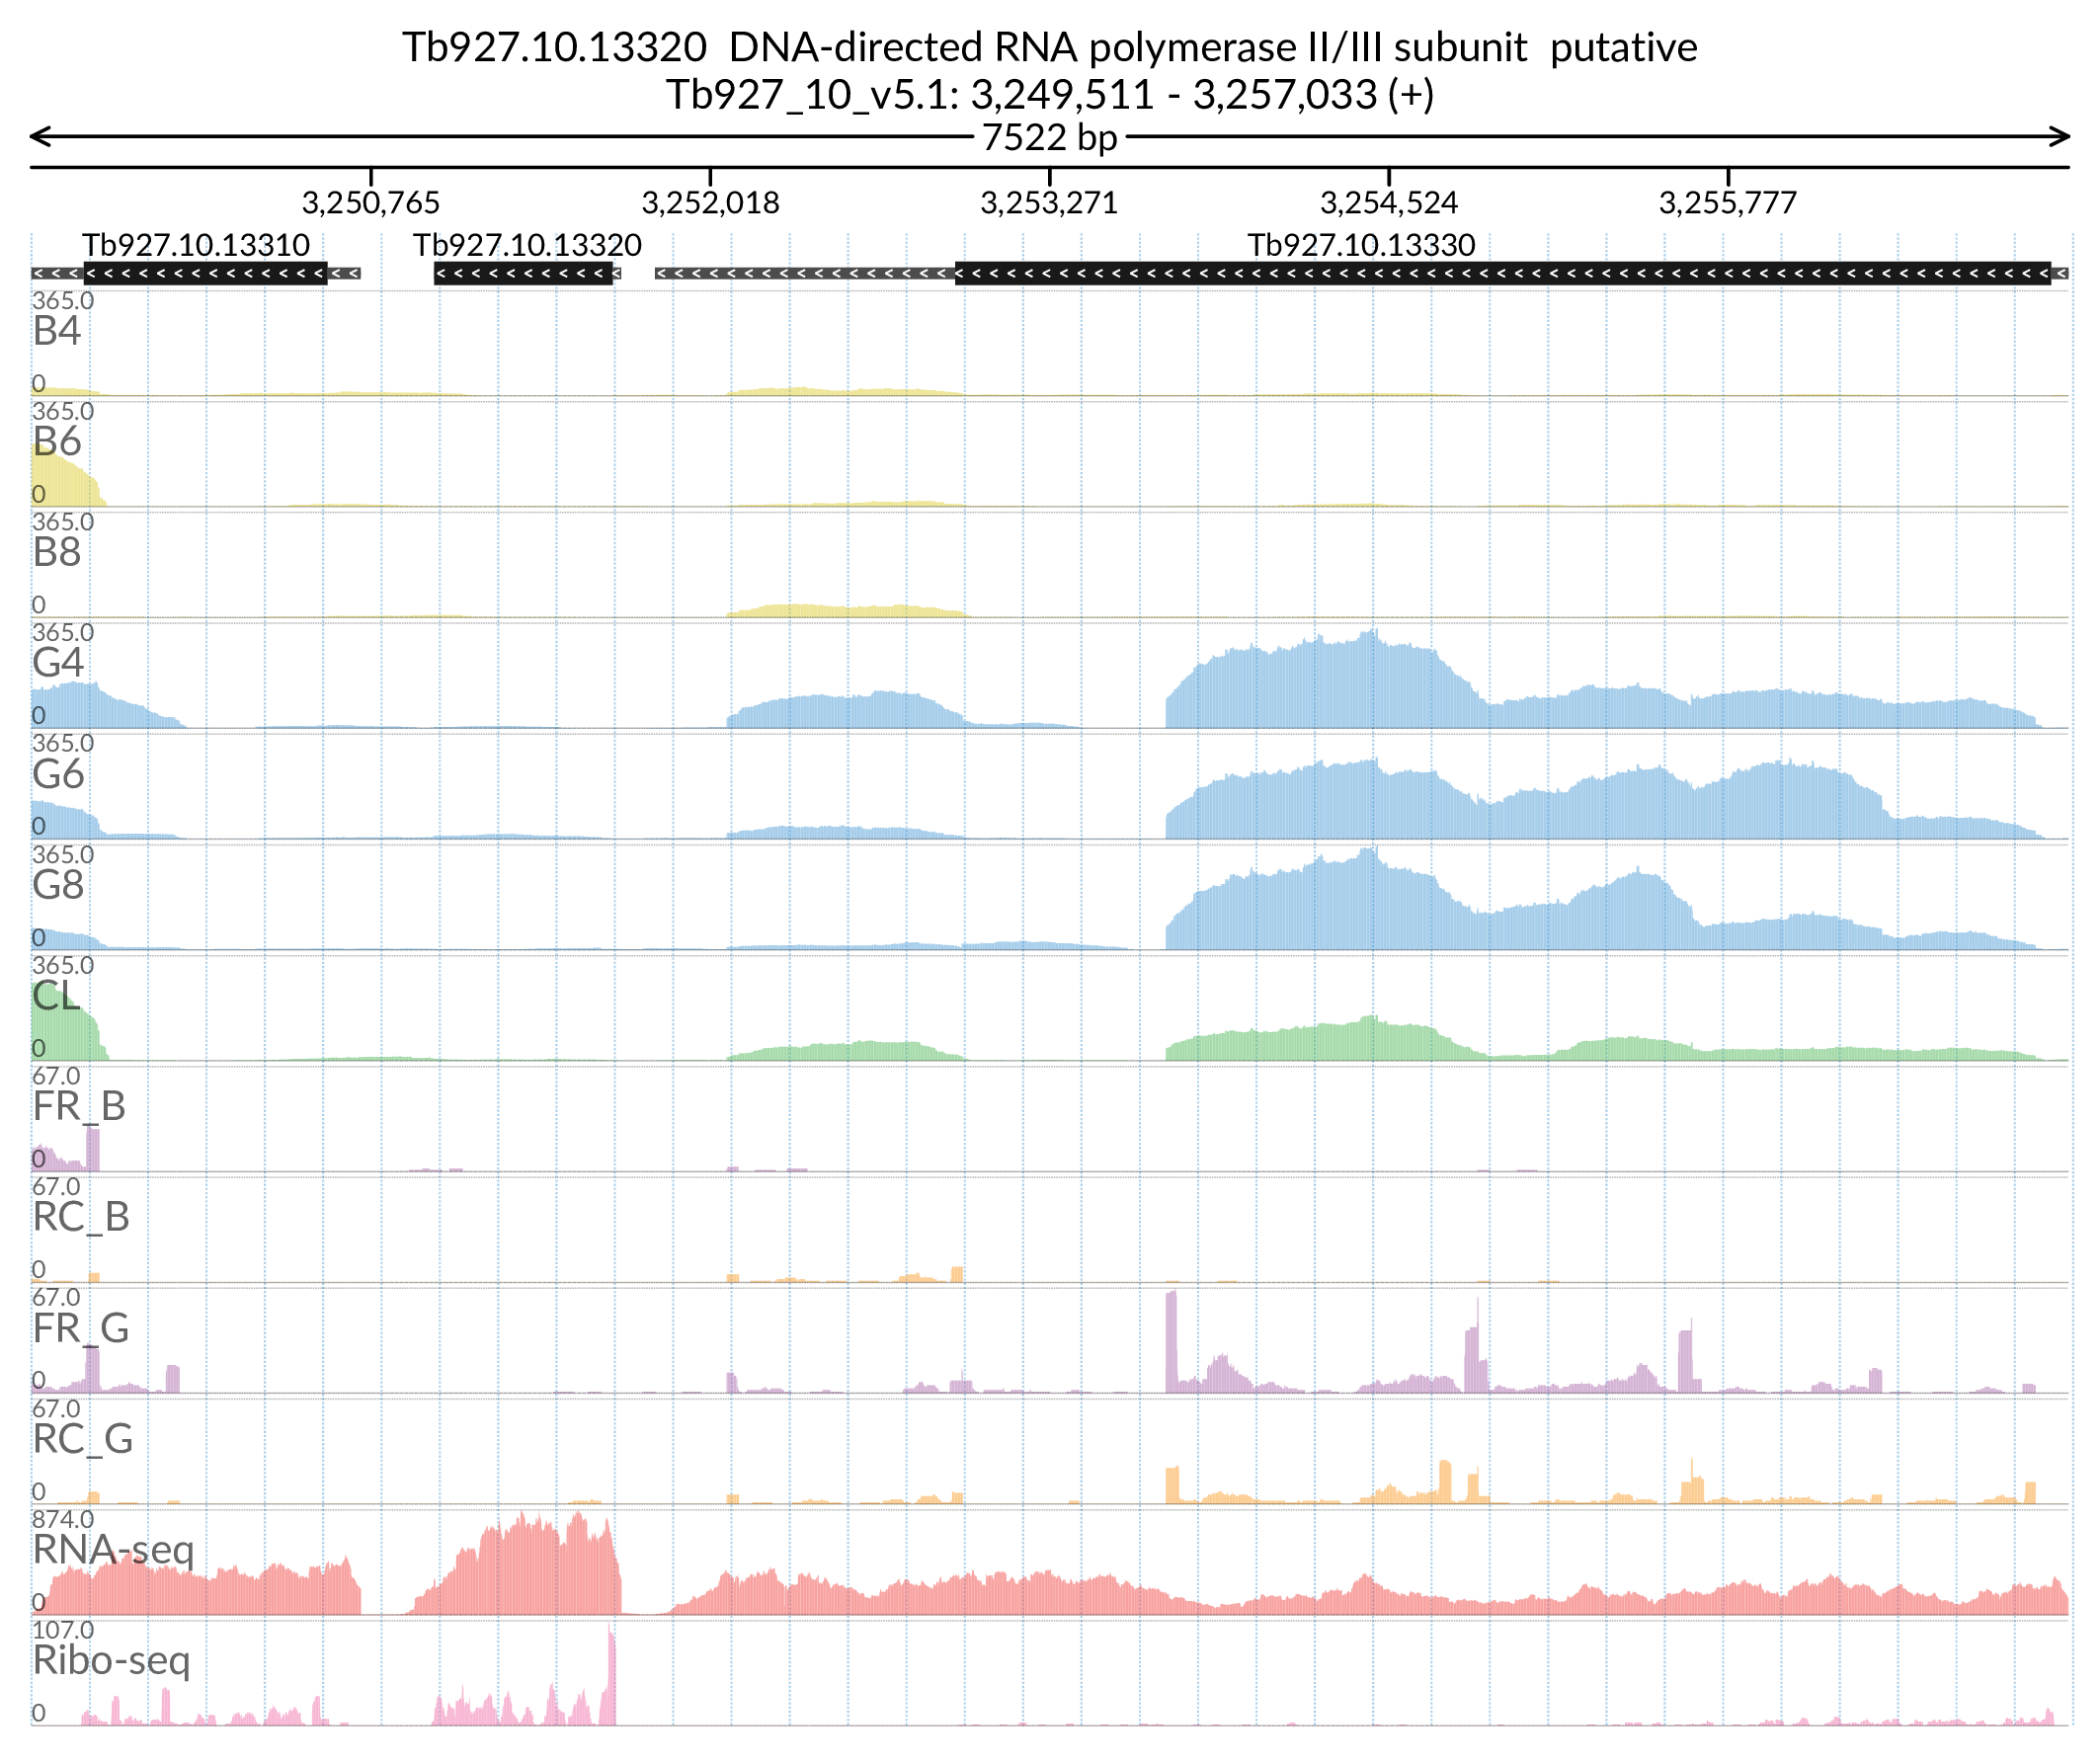 Tb927.10.13320 DNA-directed RNA polymerase II/III subunit putative
Tb927_10_v5.1: 3,249,511 - 3,257,033 (+)
7522 bp
3,250,765 3,252,018 3,253,271 3,254,524 3,255,777
Tb927.10.13310 Tb927.10.13320 Tb927.10.13330
365.0
B4
0
365.0
B6
0
365.0
B8
0
365.0
G4
0
365.0
G6
0
365.0
G8
0
365.0
CL
0
67.0
FR_B
0
67.0
RC_B
0
67.0
FR_G
0
67.0
RC_G
0
874.0
RNA-seq
0
107.0
Ribo-seq
0